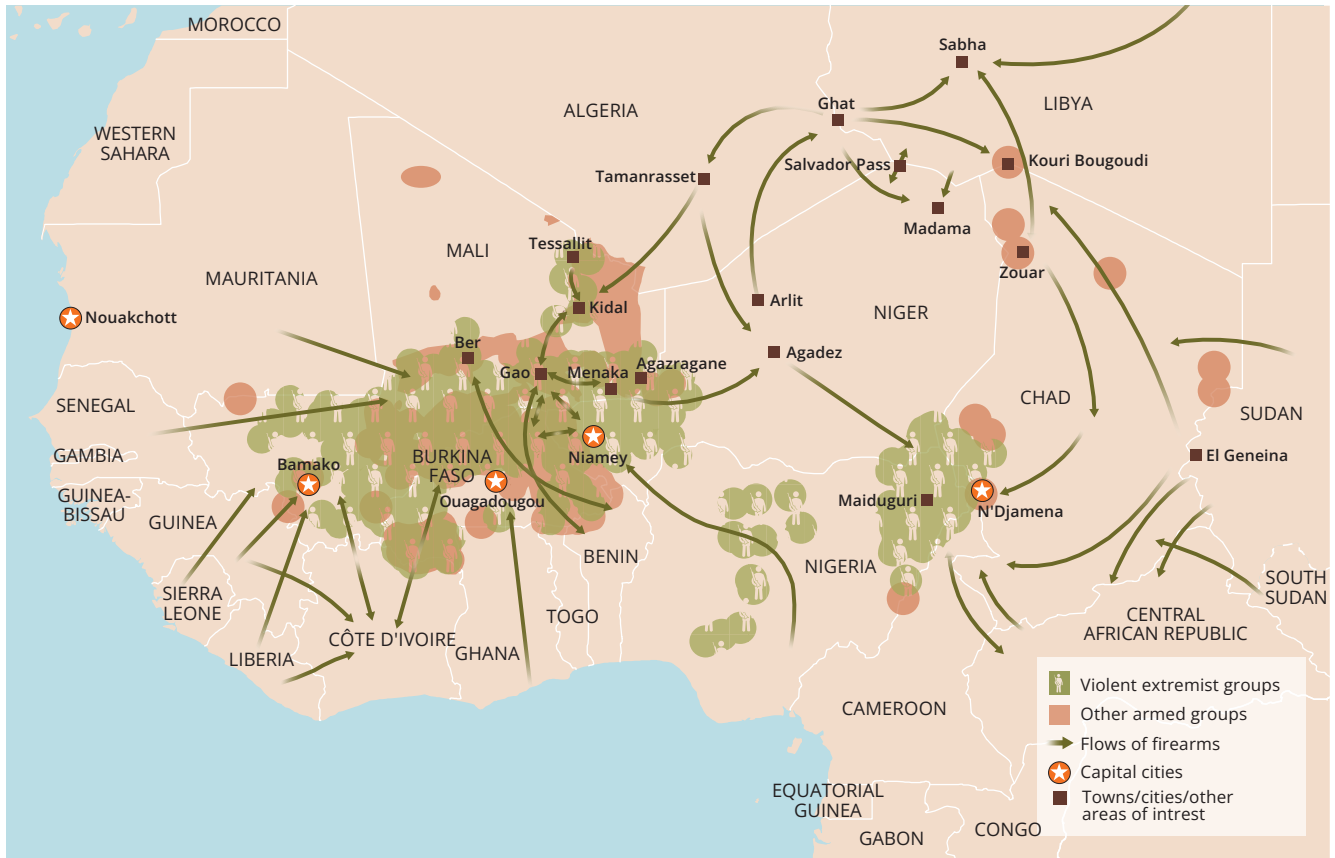 MOROCCO
Sabha
ALGERIA
Ghat
LIBYA
WESTERN
SAHARA
Salvador Pass
Kouri Bougoudi
Tamanrasset
Madama
Tessallit
MALI
Zouar
MAURITANIA
Kidal
Arlit
Nouakchott
NIGER
Ber
Agadez
Gao
Menaka
Agazragane
SENEGAL
CHAD
SUDAN
GAMBIA
Bamako
BURKINA
FASO
Niamey
El Geneina
GUINEA-
BISSAU
Ouagadougou
Maiduguri
N'Djamena
GUINEA
BENIN
NIGERIA
SIERRA
LEONE
SOUTH
SUDAN
TOGO
CENTRAL
AFRICAN REPUBLIC
CÔTE D'IVOIRE
GHANA
LIBERIA
CAMEROON
EQUATORIAL
GUINEA
GABON
CONGO
Violent extremist groups
Other armed groups
Flows of firearms
Capital cities
Towns/cities/other
areas of intrest